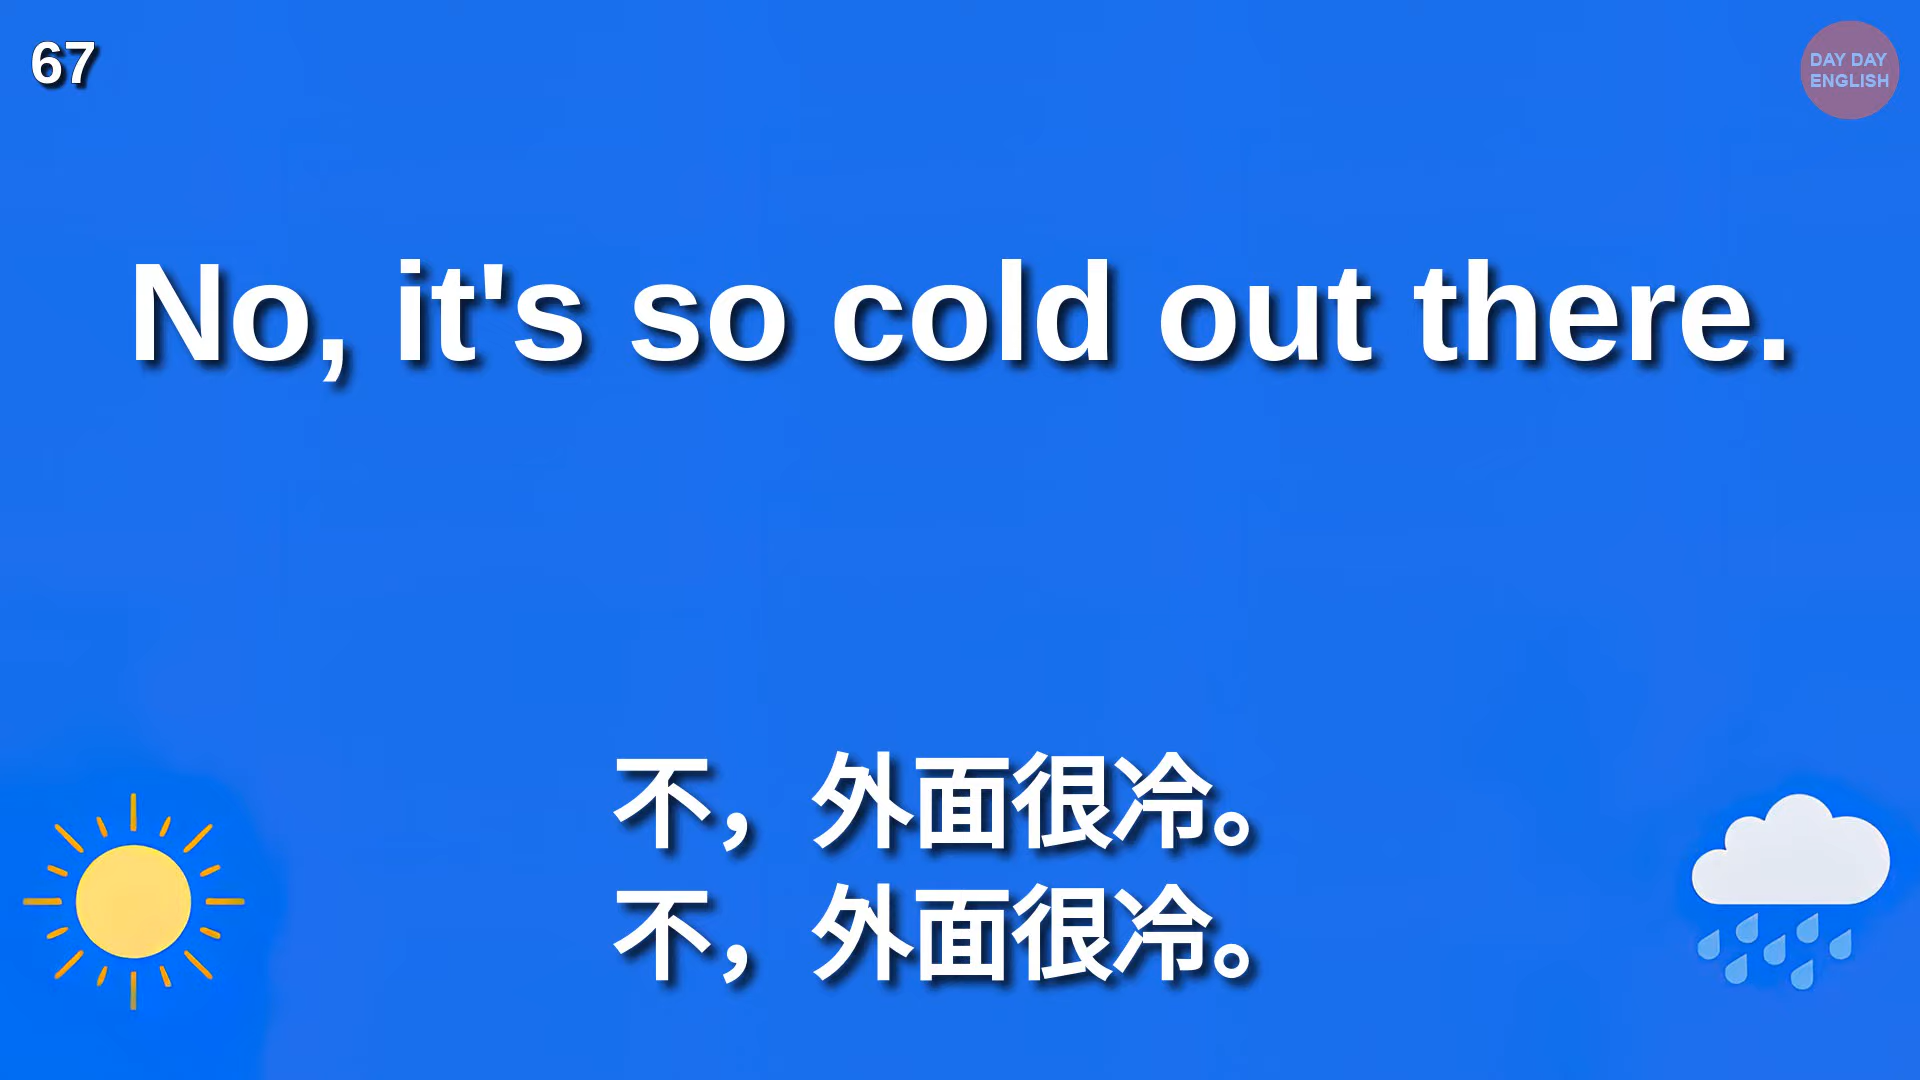 67
DAY DAY
ENGLISH
No, it's so cold out there.
不，外面很冷。
不，外面很冷。